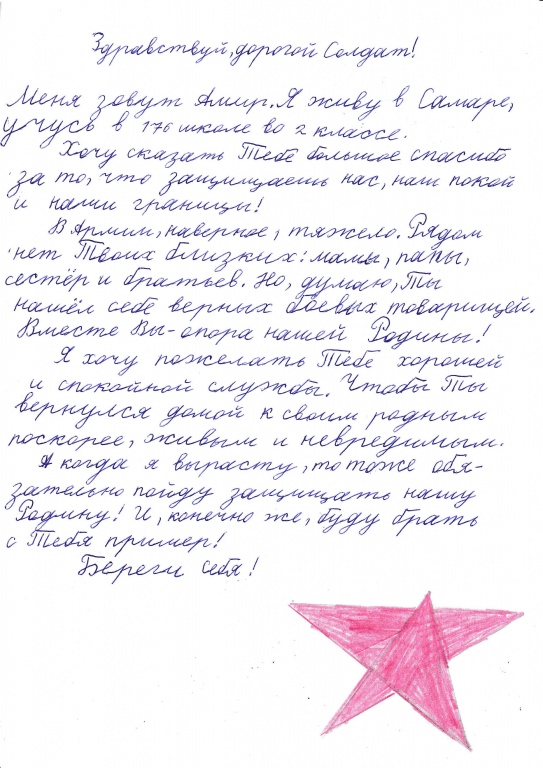 Здравствуй, дорогой Солдат!
Меня зовут Амир. Я живу в Самаре,
учусь в 176 школе во 2 классе.
Хочу сказать Тебе большое спасибо
за то, что защищаешь нас, наш покой
и наши границы!
В Армии, наверное, тяжело. Рядом
нет Твоих близких: мамы, папы,
сестёр и братьев. Но, думаю, Ты
нашёл себе верных боевых товарищей.
Вместе Вы - опора нашей Родины!
Я хочу пожелать Тебе хорошей
и спокойной службы. Чтобы Ты
вернулся домой к своим родным
поскорее, живым и невредимым.
А когда я вырасту, то тоже обя-
зательно пойду защищать нашу
Родину! И, конечно же, буду брать
с Тебя пример!
Береги себя!